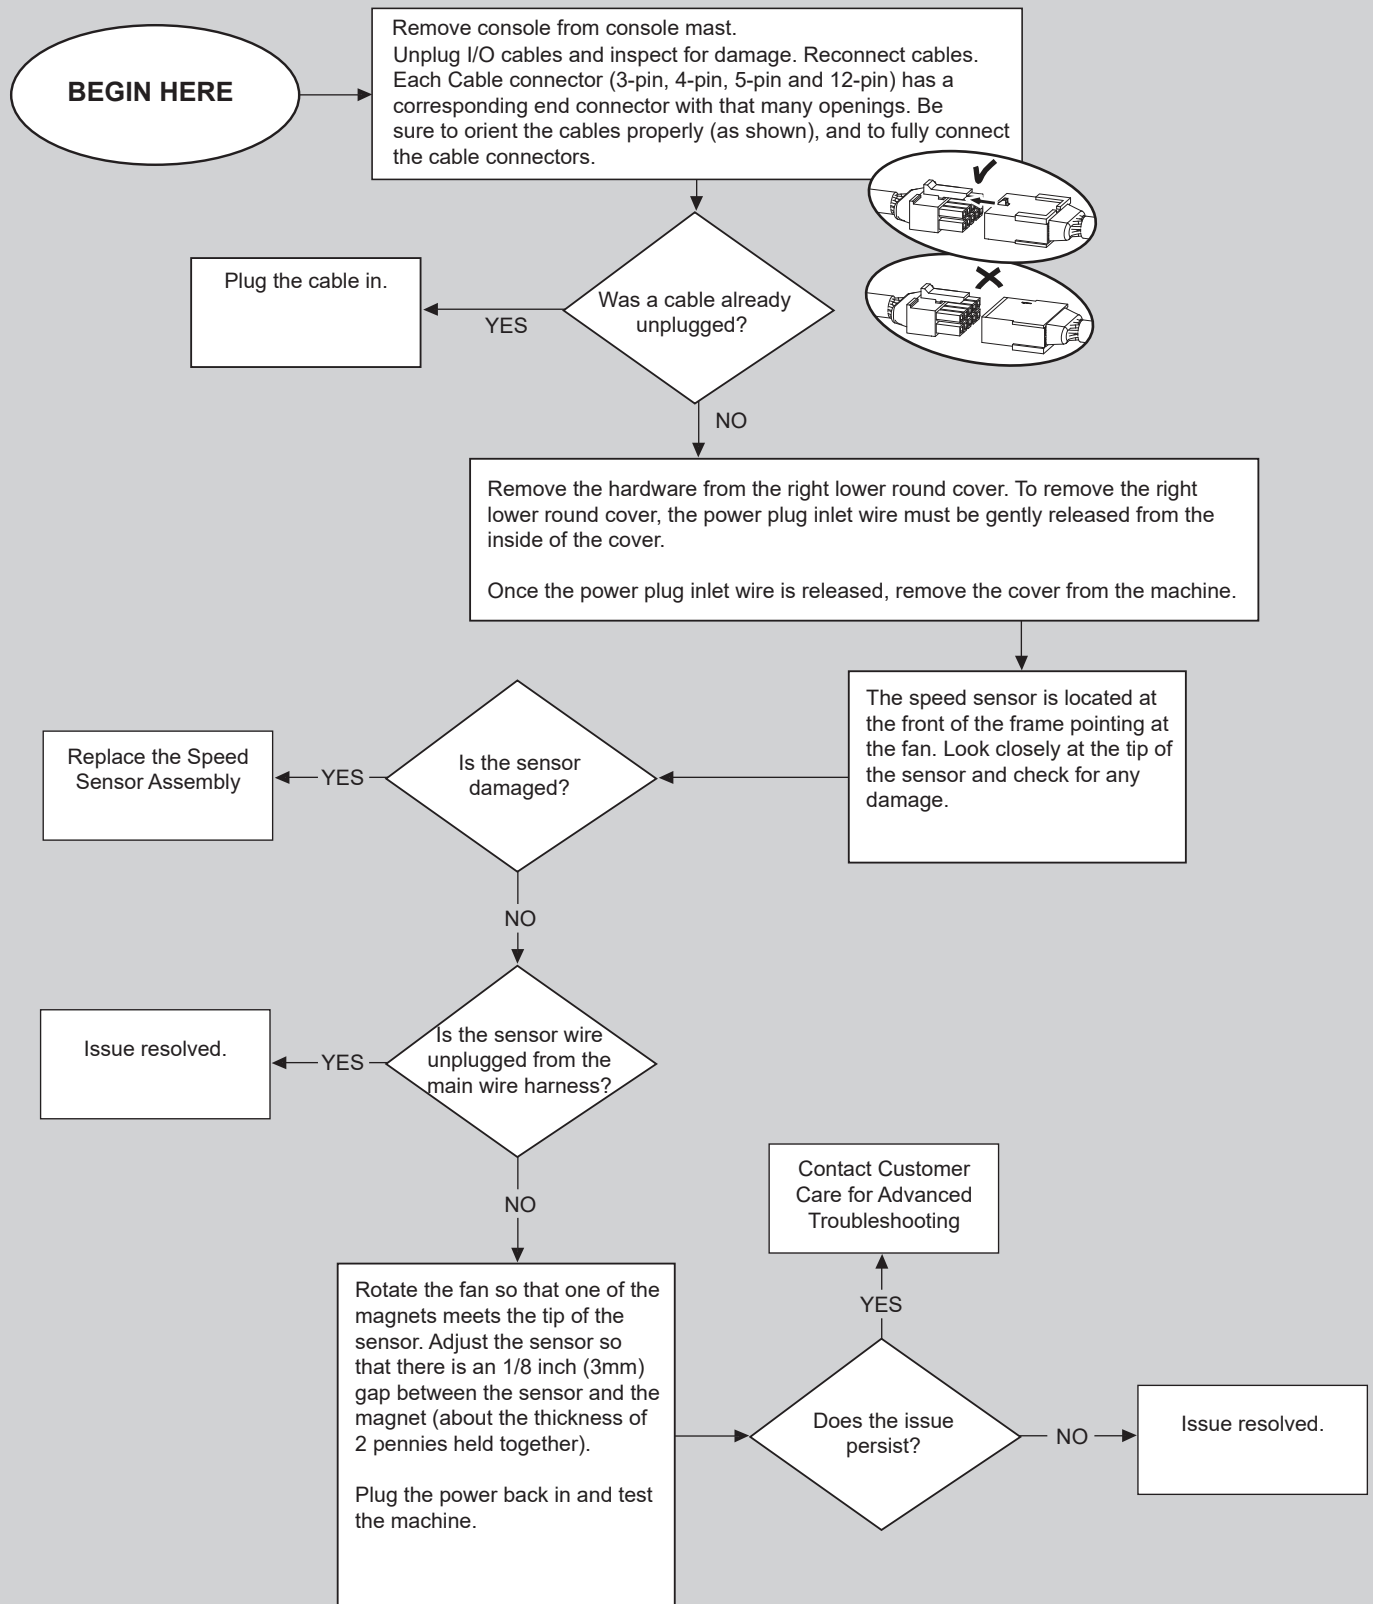 BEGIN HERE
Remove console from console mast.
Unplug I/O cables and inspect for damage. Reconnect cables.
Each Cable connector (3-pin, 4-pin, 5-pin and 12-pin) has a
corresponding end connector with that many openings. Be
sure to orient the cables properly (as shown), and to fully connect
the cable connectors.
Was a cable already
unplugged?
YES
Plug the cable in.
NO
Remove the hardware from the right lower round cover. To remove the right
lower round cover, the power plug inlet wire must be gently released from the
inside of the cover.
Once the power plug inlet wire is released, remove the cover from the machine.
The speed sensor is located at
the front of the frame pointing at
the fan. Look closely at the tip of
the sensor and check for any
damage.
Is the sensor
damaged?
YES
Replace the Speed
Sensor Assembly
NO
Is the sensor wire
unplugged from the
main wire harness?
YES
Issue resolved.
NO
Rotate the fan so that one of the
magnets meets the tip of the
sensor. Adjust the sensor so
that there is an 1/8 inch (3mm)
gap between the sensor and the
magnet (about the thickness of
2 pennies held together).
Plug the power back in and test
the machine.
Does the issue
persist?
YES
Contact Customer
Care for Advanced
Troubleshooting
NO
Issue resolved.